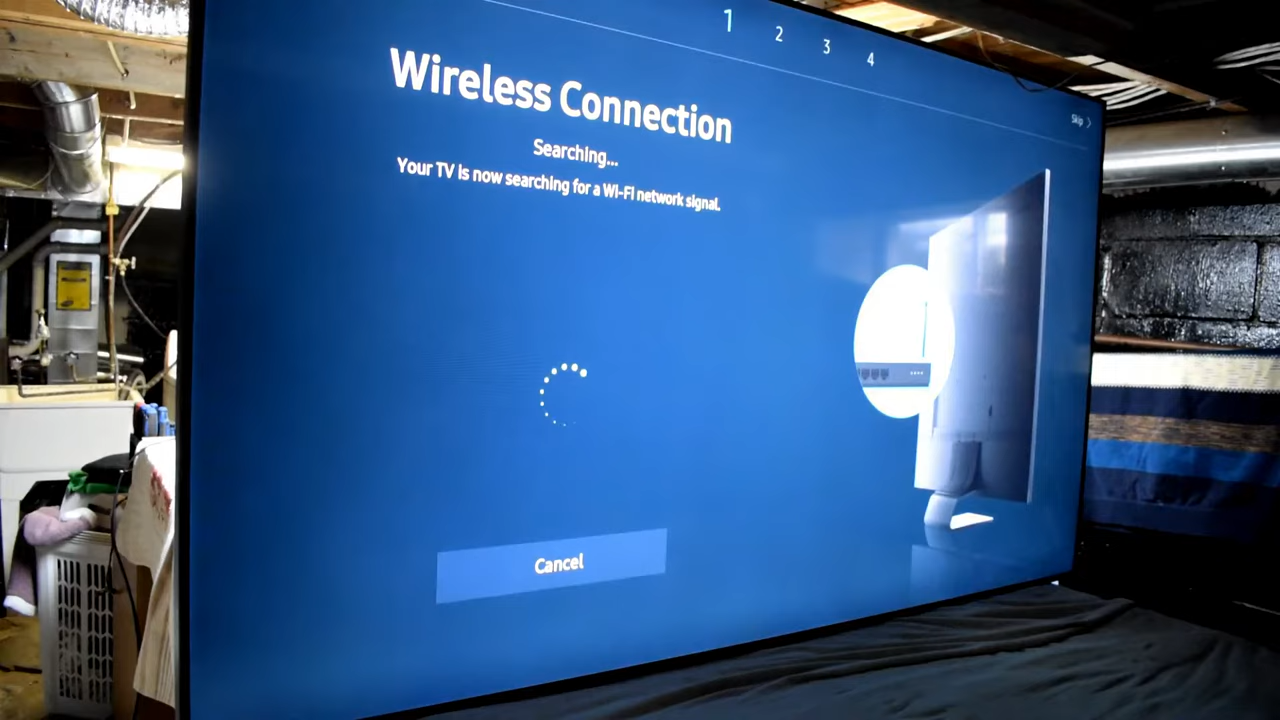 1 2 3 4
Skip >
Wireless Connection
Searching...
Your TV is now searching for a Wi-Fi network signal.
Cancel